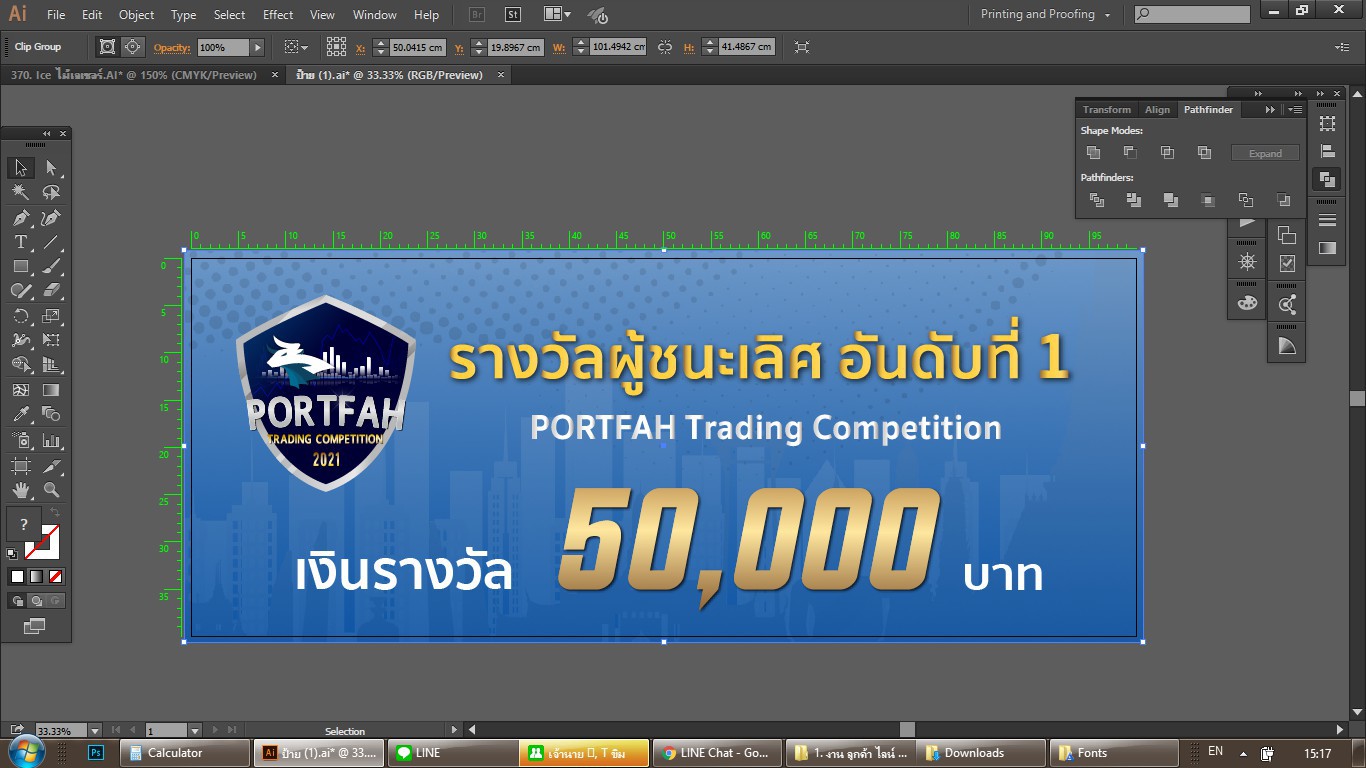 Ai File Edit Object Type Select Effect View Window Help Br St Printing and Proofing
Clip Group Opacity: 100% X: 50.0415 cm Y: 19.8967 cm W: 101.4942 cm H: 41.4867 cm
370. Ice ไม้เลเซอร์.AI* @ 150% (CMYK/Preview) ป้าย (1).ai* @ 33.33% (RGB/Preview)
Transform Align Pathfinder
Shape Modes:
Expand
Pathfinders:
0 5 10 15 20 25 30 35 40 45 50 55 60 65 70 75 80 85 90 95
0
5
10
15
20
25
30
35
รางวัลผู้ชนะเลิศ อันดับที่ 1
PORTFAH Trading Competition
PORTFAH
TRADING COMPETITION
2021
เงินรางวัล 50,000 บาท
33.33% 1 Selection
Ps Calculator Ai ป้าย (1).ai* @ 33.... LINE เจ้านาย , T ชิม LINE Chat - Go... 1. งาน ลูกค้า ไลน์ ... Downloads Fonts EN 15:17